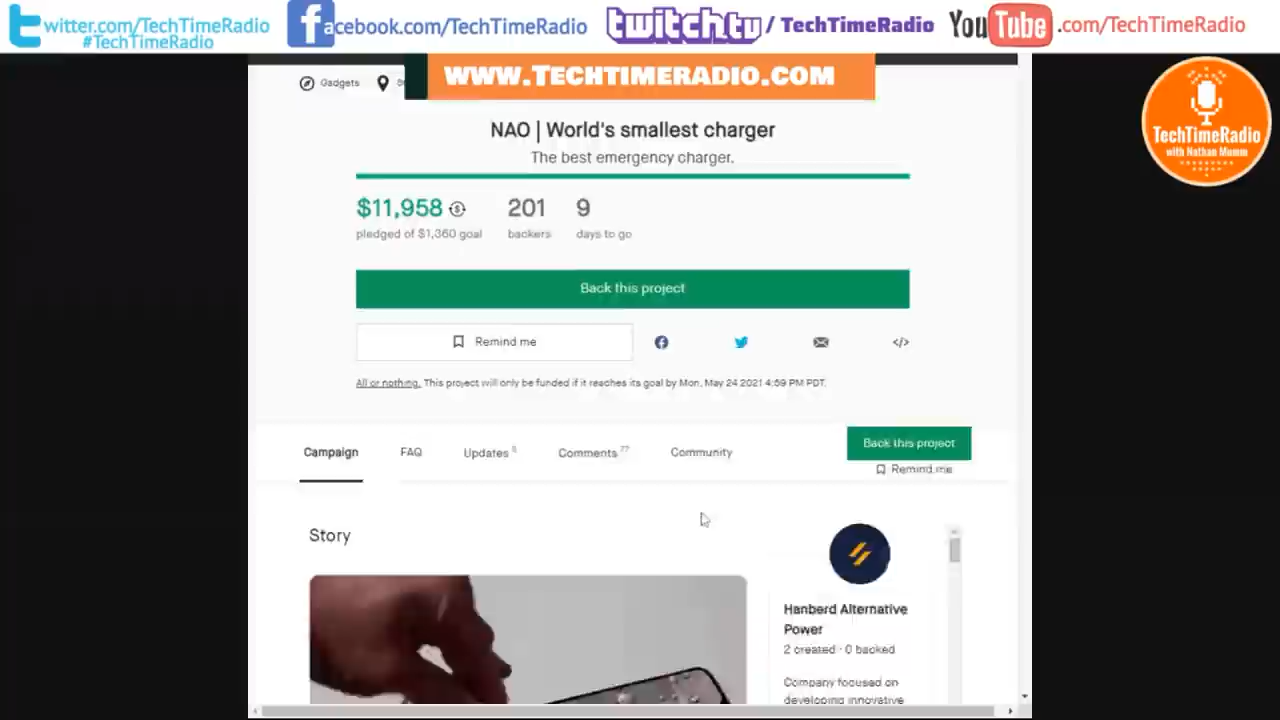 twitter.com/TechTimeRadio
#TechTimeRadio
facebook.com/TechTimeRadio
twitchtv/ TechTimeRadio
YouTube.com/TechTimeRadio
www.Techtimeradio.com
TechTimeRadio
with Nathan Mumm
Gadgets
NAO | World's smallest charger
The best emergency charger.
$11,958
pledged of $1,360 goal
201
backers
9
days to go
Back this project
Remind me
</>
All or nothing. This project will only be funded if it reaches its goal by Mon, May 24 2021 4:59 PM PDT.
Campaign
FAQ
Updates
Comments 77
Community
Back this project
Remind me
Story
Hanberd Alternative
Power
2 created · 0 backed
Company focused on
developing innovative